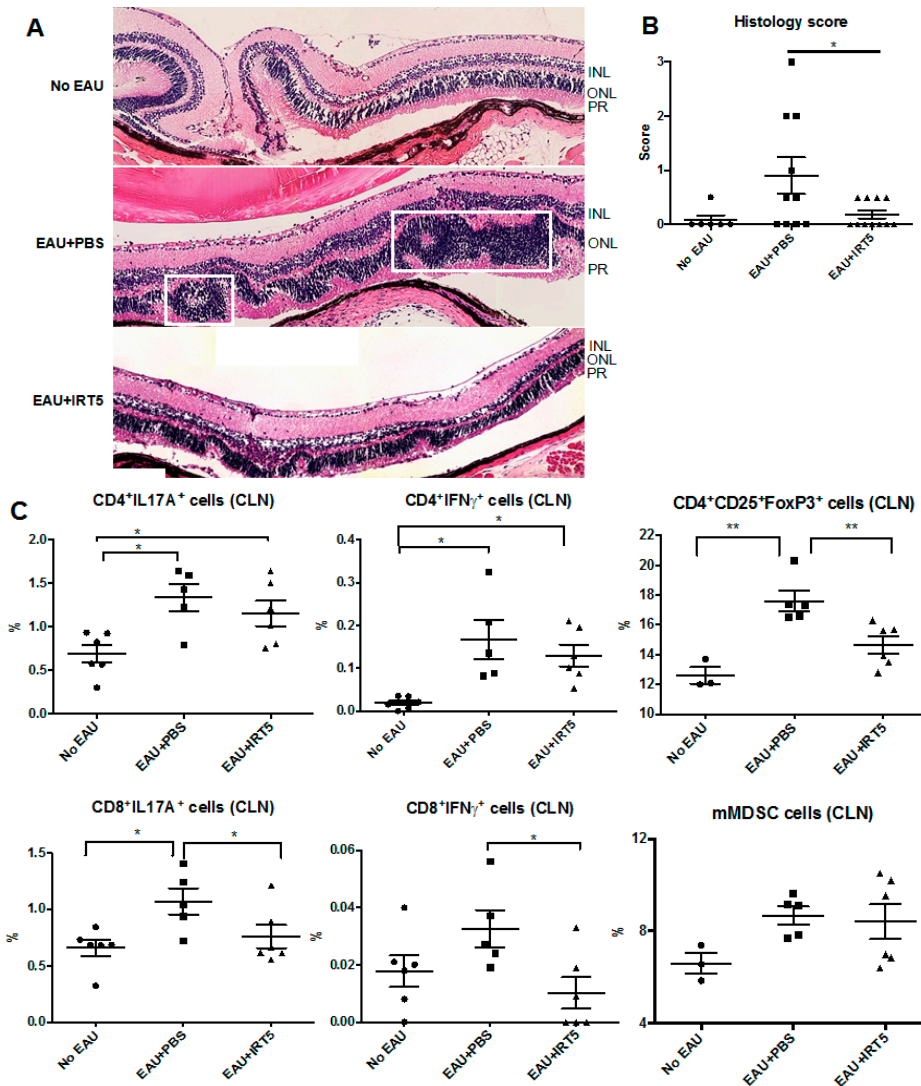 A
No EAU
INL
ONL
PR
EAU+PBS
INL
ONL
PR
EAU+IRT5
INL
ONL
PR
B
Histology score
*
Score
3
2
1
0
No EAU
EAU+PBS
EAU+IRT5
C
CD4⁺IL17A⁺ cells (CLN)
*
*
%
2.0
1.5
1.0
0.5
0.0
No EAU
EAU+PBS
EAU+IRT5
CD4⁺IFNγ⁺ cells (CLN)
*
*
%
0.4
0.3
0.2
0.1
0.0
No EAU
EAU+PBS
EAU+IRT5
CD4⁺CD25⁺FoxP3⁺ cells (CLN)
**
**
%
22
20
18
16
14
12
10
No EAU
EAU+PBS
EAU+IRT5
CD8⁺IL17A⁺ cells (CLN)
*
*
%
1.5
1.0
0.5
0.0
No EAU
EAU+PBS
EAU+IRT5
CD8⁺IFNγ⁺ cells (CLN)
*
%
0.06
0.04
0.02
0.00
No EAU
EAU+PBS
EAU+IRT5
mMDSC cells (CLN)
%
12
8
4
No EAU
EAU+PBS
EAU+IRT5